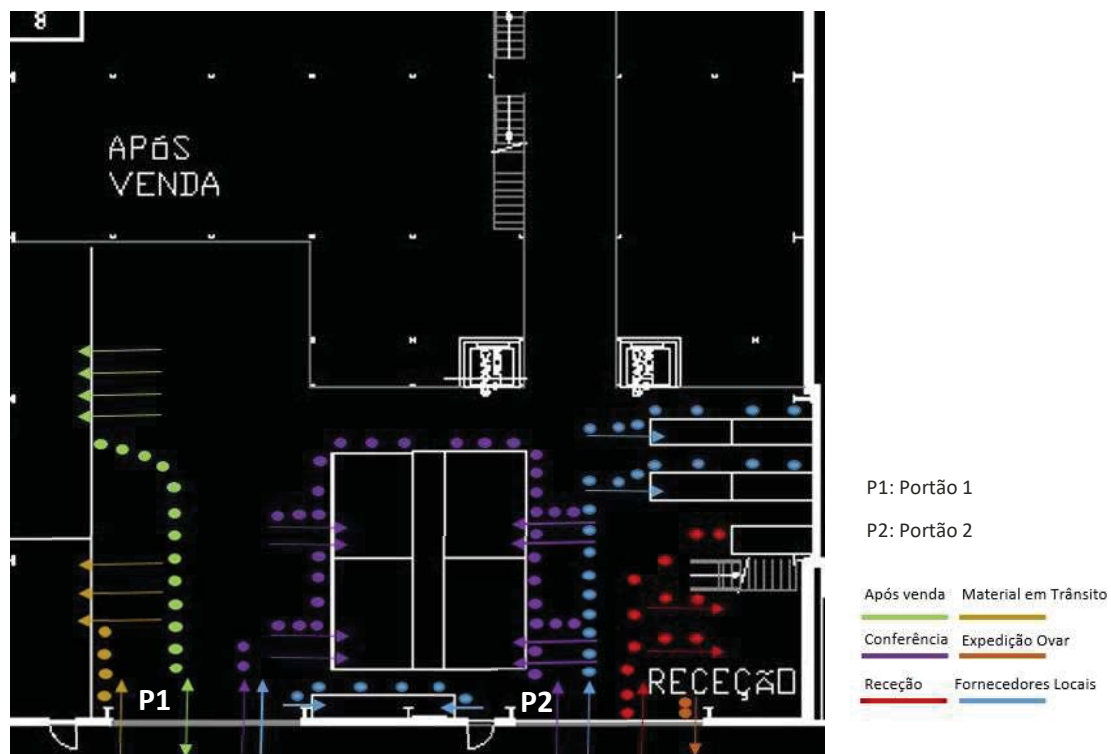 8
APóS
VENDA
P1
P2
RECEÇÃO
P1: Portão 1
P2: Portão 2
Após venda
Material em Trânsito
Conferência
Expedição Ovar
Receção
Fornecedores Locais